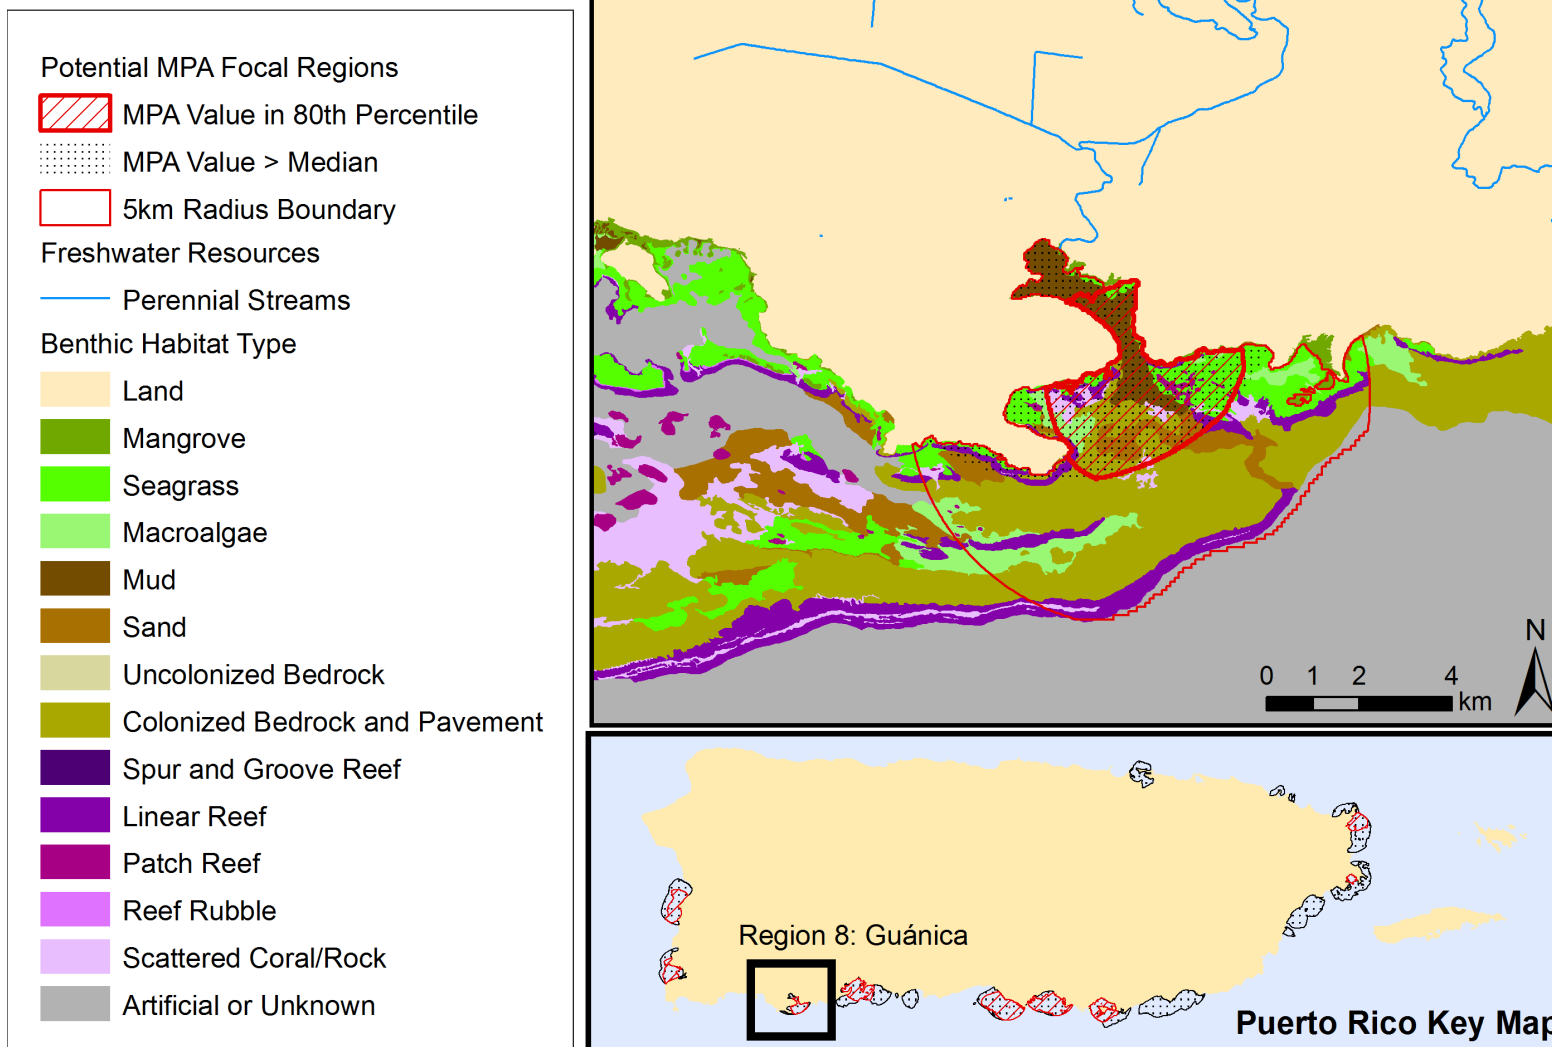 Potential MPA Focal Regions
MPA Value in 80th Percentile
MPA Value > Median
5km Radius Boundary
Freshwater Resources
Perennial Streams
Benthic Habitat Type
Land
Mangrove
Seagrass
Macroalgae
Mud
Sand
Uncolonized Bedrock
Colonized Bedrock and Pavement
Spur and Groove Reef
Linear Reef
Patch Reef
Reef Rubble
Scattered Coral/Rock
Artificial or Unknown
N
0 1 2 4
km
Region 8: Guánica
Puerto Rico Key Map